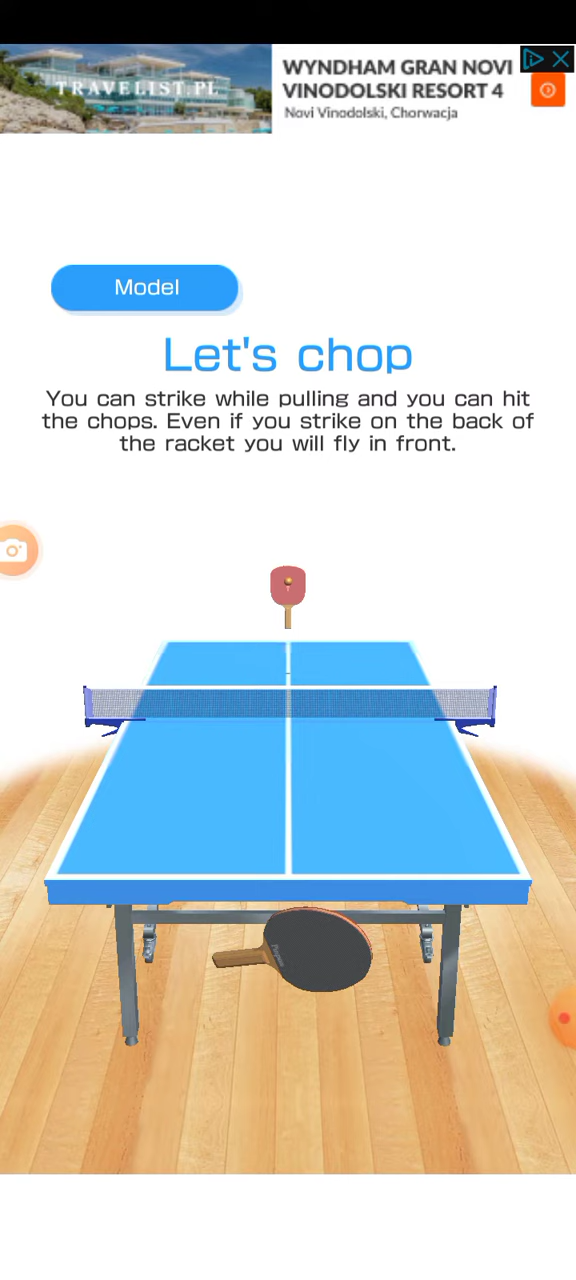 TRAVELIST.PL
WYNDHAM GRAN NOVI
VINODOLSKI RESORT 4
Novi Vinodolski, Chorwacja
Model
Let's chop
You can strike while pulling and you can hit
the chops. Even if you strike on the back of
the racket you will fly in front.